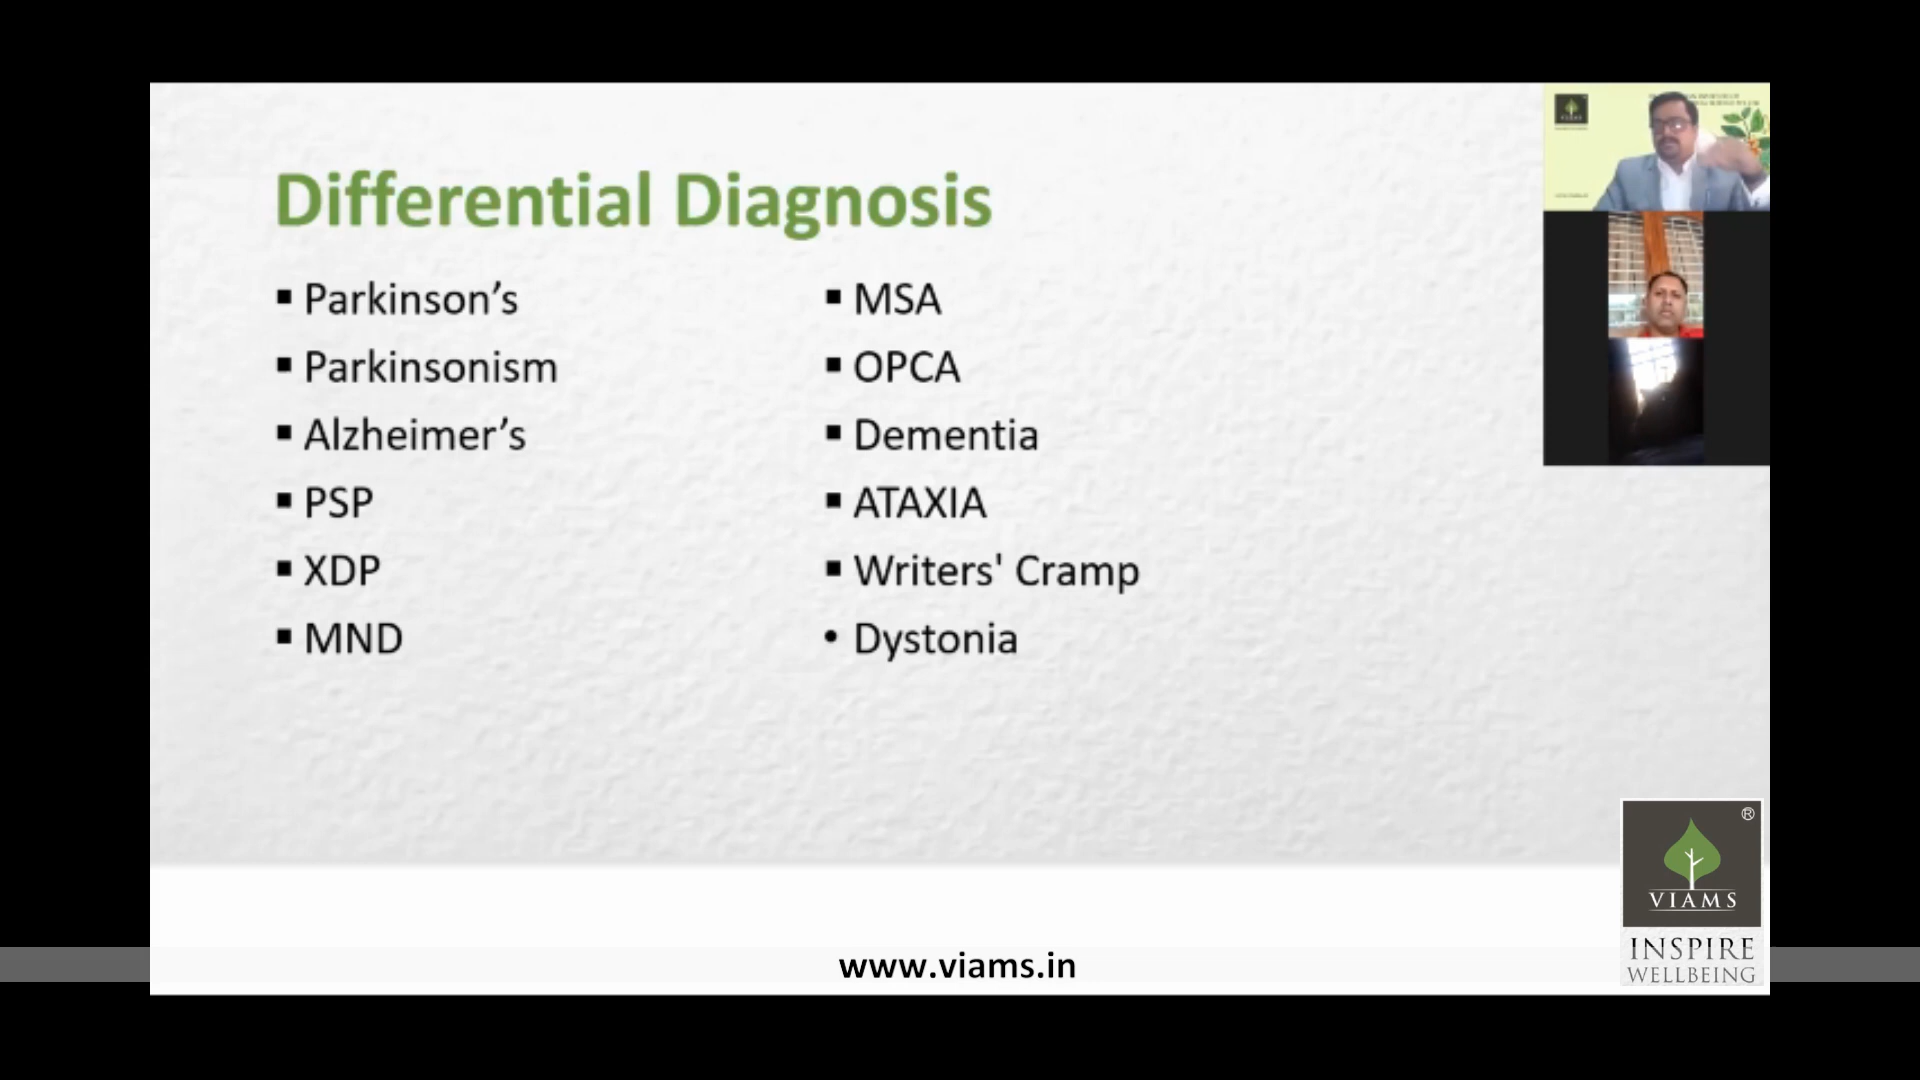 Differential Diagnosis
▪ Parkinson’s
▪ Parkinsonism
▪ Alzheimer’s
▪ PSP
▪ XDP
▪ MND
▪ MSA
▪ OPCA
▪ Dementia
▪ ATAXIA
▪ Writers' Cramp
• Dystonia
®
VIAMS
INSPIRE
WELLBEING
www.viams.in